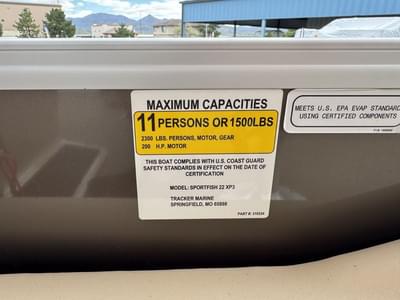 MAXIMUM CAPACITIES
11 PERSONS OR 1500LBS
2300 LBS. PERSONS, MOTOR, GEAR
200 H.P. MOTOR
THIS BOAT COMPLIES WITH U.S. COAST GUARD
SAFETY STANDARDS IN EFFECT ON THE DATE OF
CERTIFICATION
MODEL: SPORTFISH 22 XP3
TRACKER MARINE
SPRINGFIELD, MO 65898
PART #:
MEETS U.S. EPA EVAP STANDARDS
USING CERTIFIED COMPONENTS